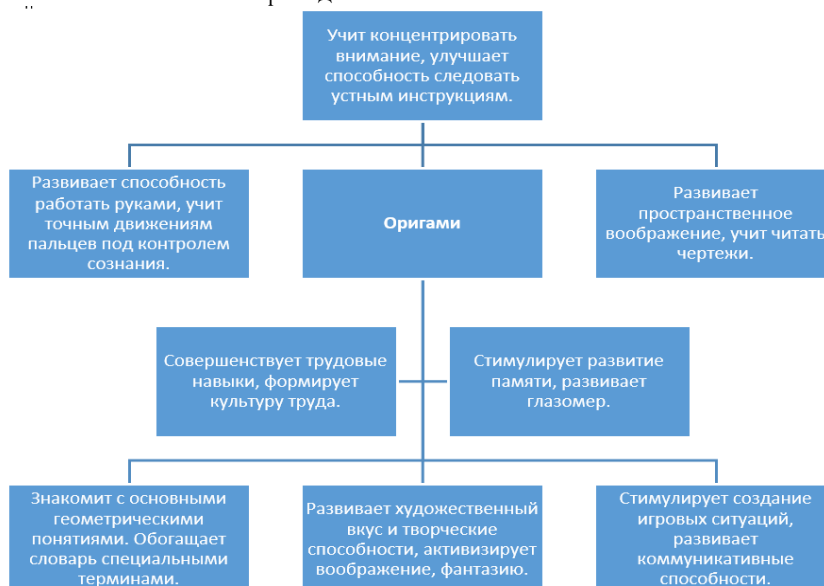 Учит концентрировать
внимание, улучшает
способность следовать
устным инструкциям.
Развивает способность
работать руками, учит
точным движениям
пальцев под контролем
сознания.
Оригами
Развивает
пространственное
воображение, учит читать
чертежи.
Совершенствует трудовые
навыки, формирует
культуру труда.
Стимулирует развитие
памяти, развивает
глазомер.
Знакомит с основными
геометрическими
понятиями. Обогащает
словарь специальными
терминами.
Развивает художественный
вкус и творческие
способности, активизирует
воображение, фантазию.
Стимулирует создание
игровых ситуаций,
развивает
коммуникативные
способности.